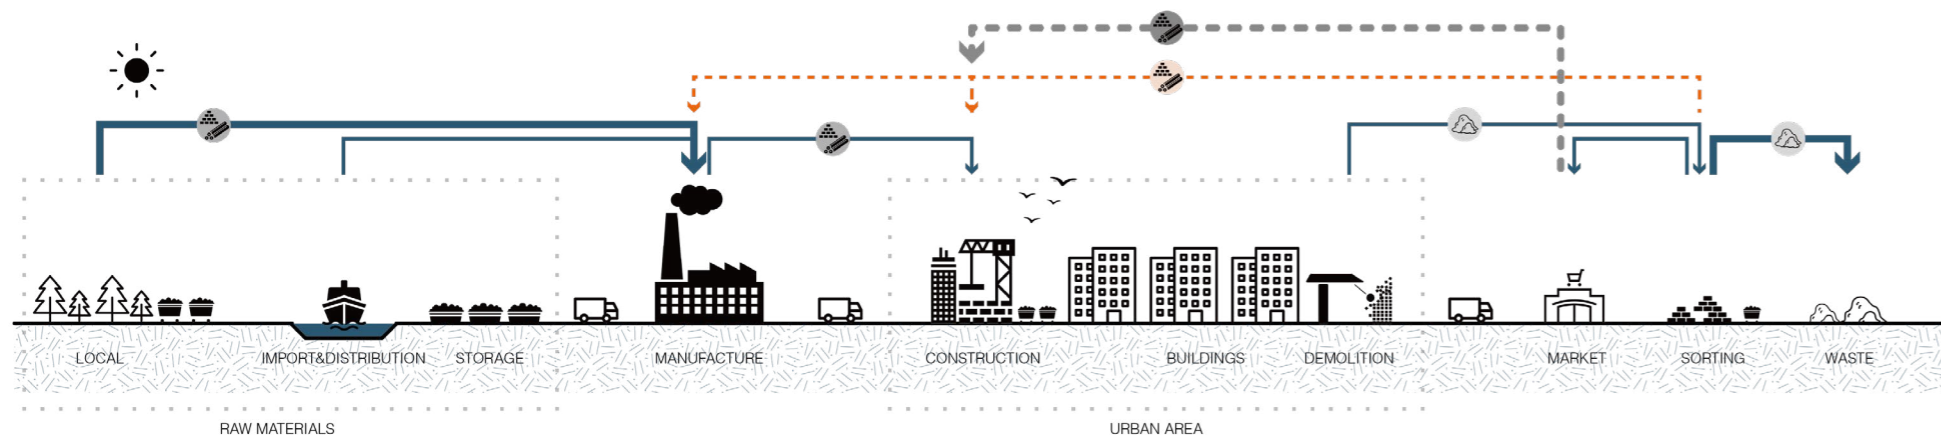 LOCAL
IMPORT&DISTRIBUTION
STORAGE
MANUFACTURE
CONSTRUCTION
BUILDINGS
DEMOLITION
MARKET
SORTING
WASTE
RAW MATERIALS
URBAN AREA